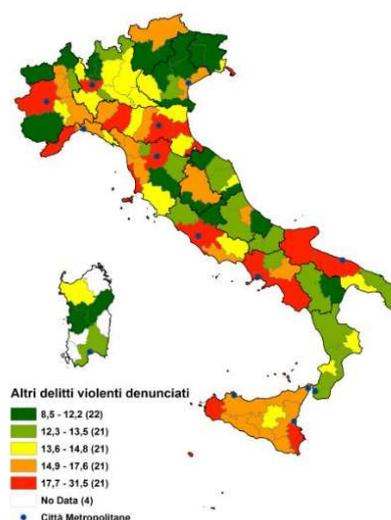 Altri delitti violenti denunciati
8,5 - 12,2 (22)
12,3 - 13,5 (21)
13,6 - 14,8 (21)
14,9 - 17,6 (21)
17,7 - 31,5 (21)
No Data (4)
Città Metropolitane